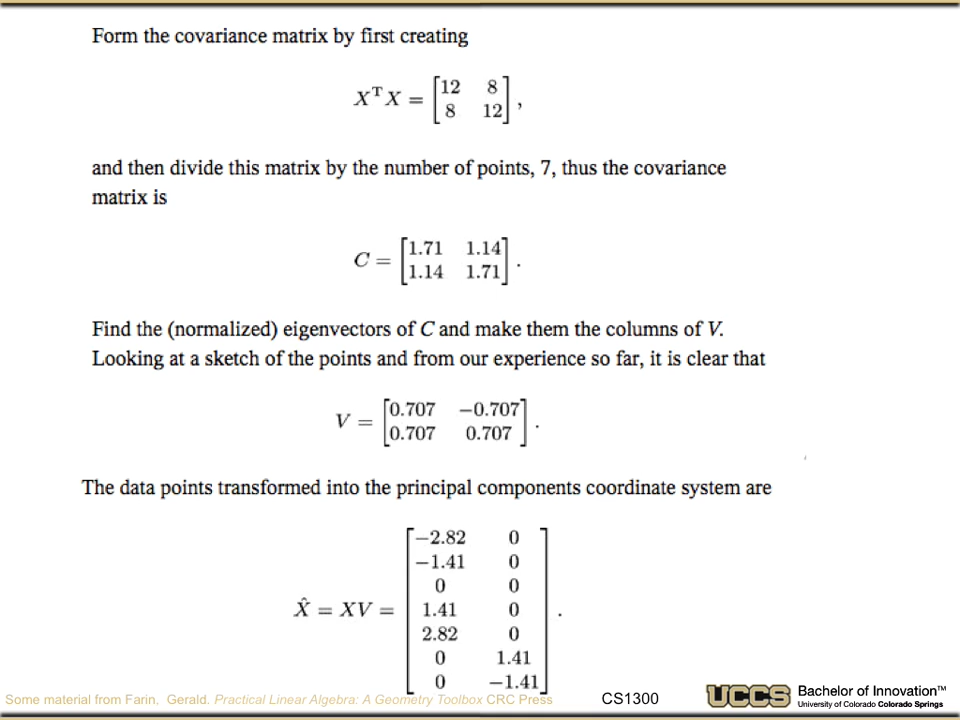 Form the covariance matrix by first creating
XᵀX = [12 8
8 12],
and then divide this matrix by the number of points, 7, thus the covariance
matrix is
C = [1.71 1.14
1.14 1.71].
Find the (normalized) eigenvectors of C and make them the columns of V.
Looking at a sketch of the points and from our experience so far, it is clear that
V = [0.707 −0.707
0.707 0.707].
The data points transformed into the principal components coordinate system are
X̂ = XV = [−2.82 0
−1.41 0
0 0
1.41 0
2.82 0
0 1.41
0 −1.41].
Some material from Farin, Gerald. Practical Linear Algebra: A Geometry Toolbox CRC Press
CS1300
UCCS
Bachelor of Innovation™
University of Colorado Colorado Springs